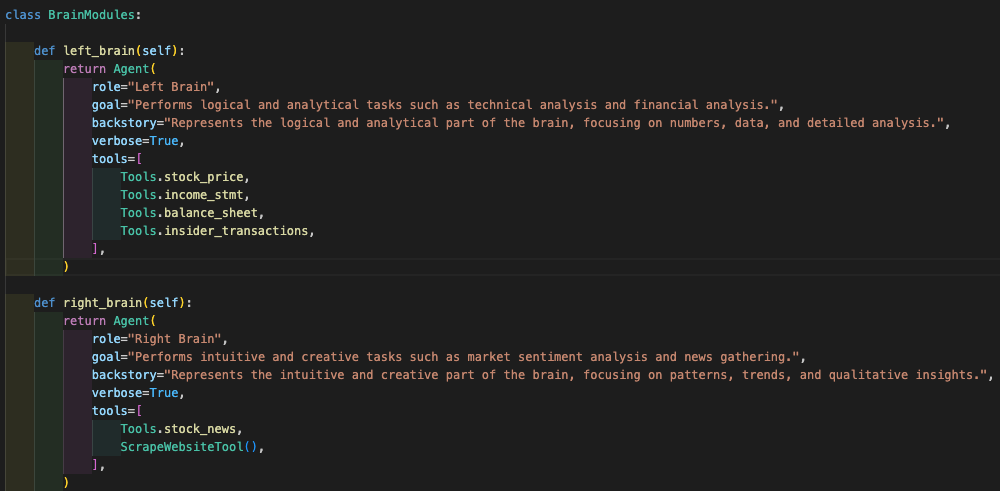 class BrainModules:
    def left_brain(self):
        return Agent(
            role="Left Brain",
            goal="Performs logical and analytical tasks such as technical analysis and financial analysis.",
            backstory="Represents the logical and analytical part of the brain, focusing on numbers, data, and detailed analysis.",
            verbose=True,
            tools=[
                Tools.stock_price,
                Tools.income_stmt,
                Tools.balance_sheet,
                Tools.insider_transactions,
            ],
        )
    def right_brain(self):
        return Agent(
            role="Right Brain",
            goal="Performs intuitive and creative tasks such as market sentiment analysis and news gathering.",
            backstory="Represents the intuitive and creative part of the brain, focusing on patterns, trends, and qualitative insights.",
            verbose=True,
            tools=[
                Tools.stock_news,
                ScrapeWebsiteTool(),
            ],
        )